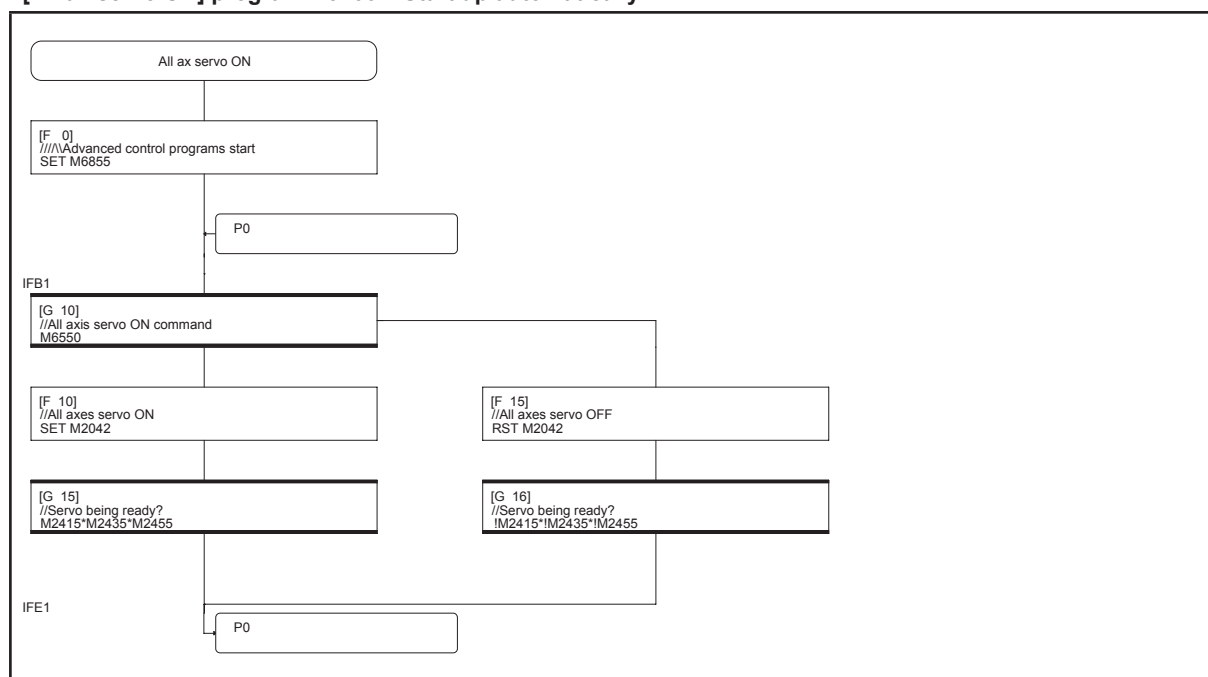 All ax servo ON
[F 0]
////\\Advanced control programs start
SET M6855
P0
IFB1
[G 10]
//All axis servo ON command
M6550
[F 10]
//All axes servo ON
SET M2042
[F 15]
//All axes servo OFF
RST M2042
[G 15]
//Servo being ready?
M2415*M2435*M2455
[G 16]
//Servo being ready?
!M2415*!M2435*!M2455
IFE1
P0